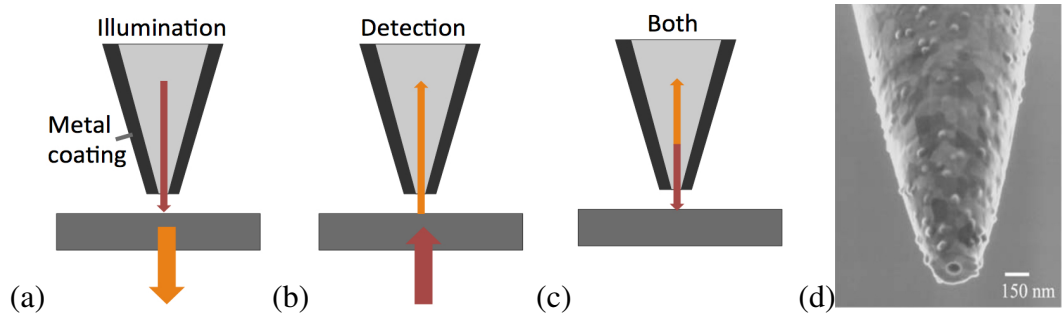 Illumination
Detection
Both
Metal
coating
150 nm
(a)
(b)
(c)
(d)